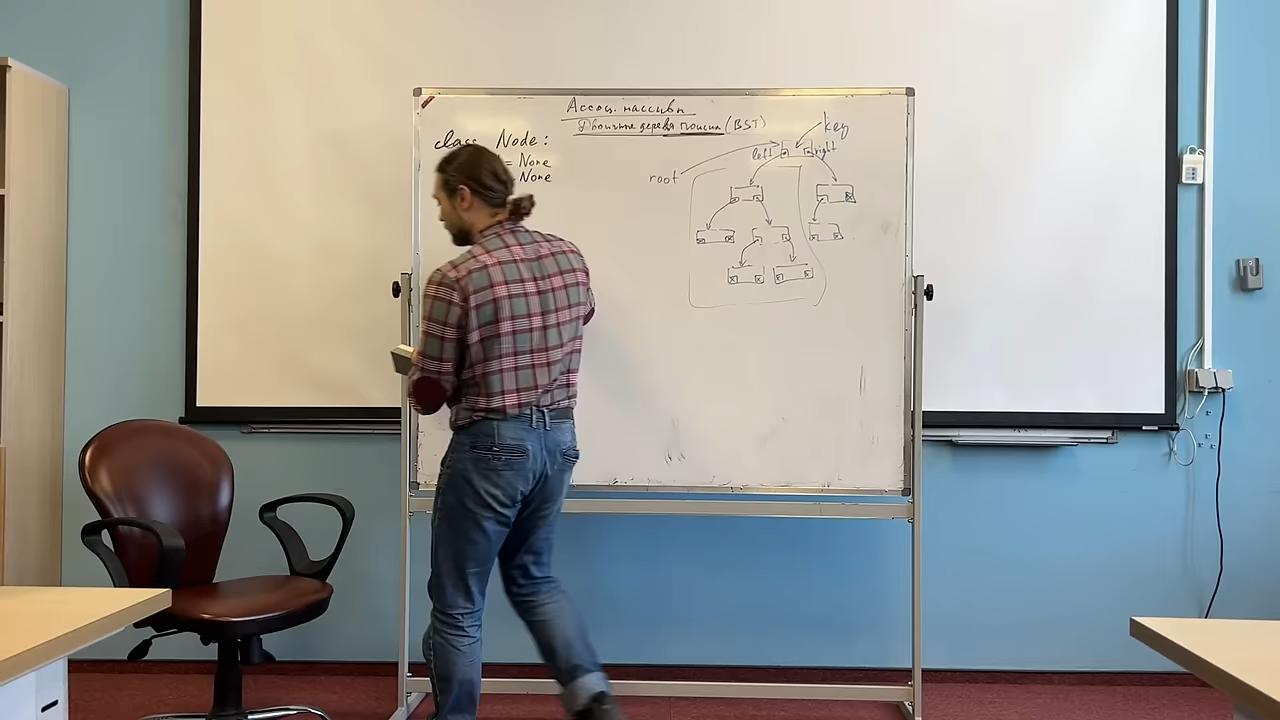 Ассоц. массивы
Двоичные деревья поиска (BST)
class Node:
= None
= None
key
left
right
root